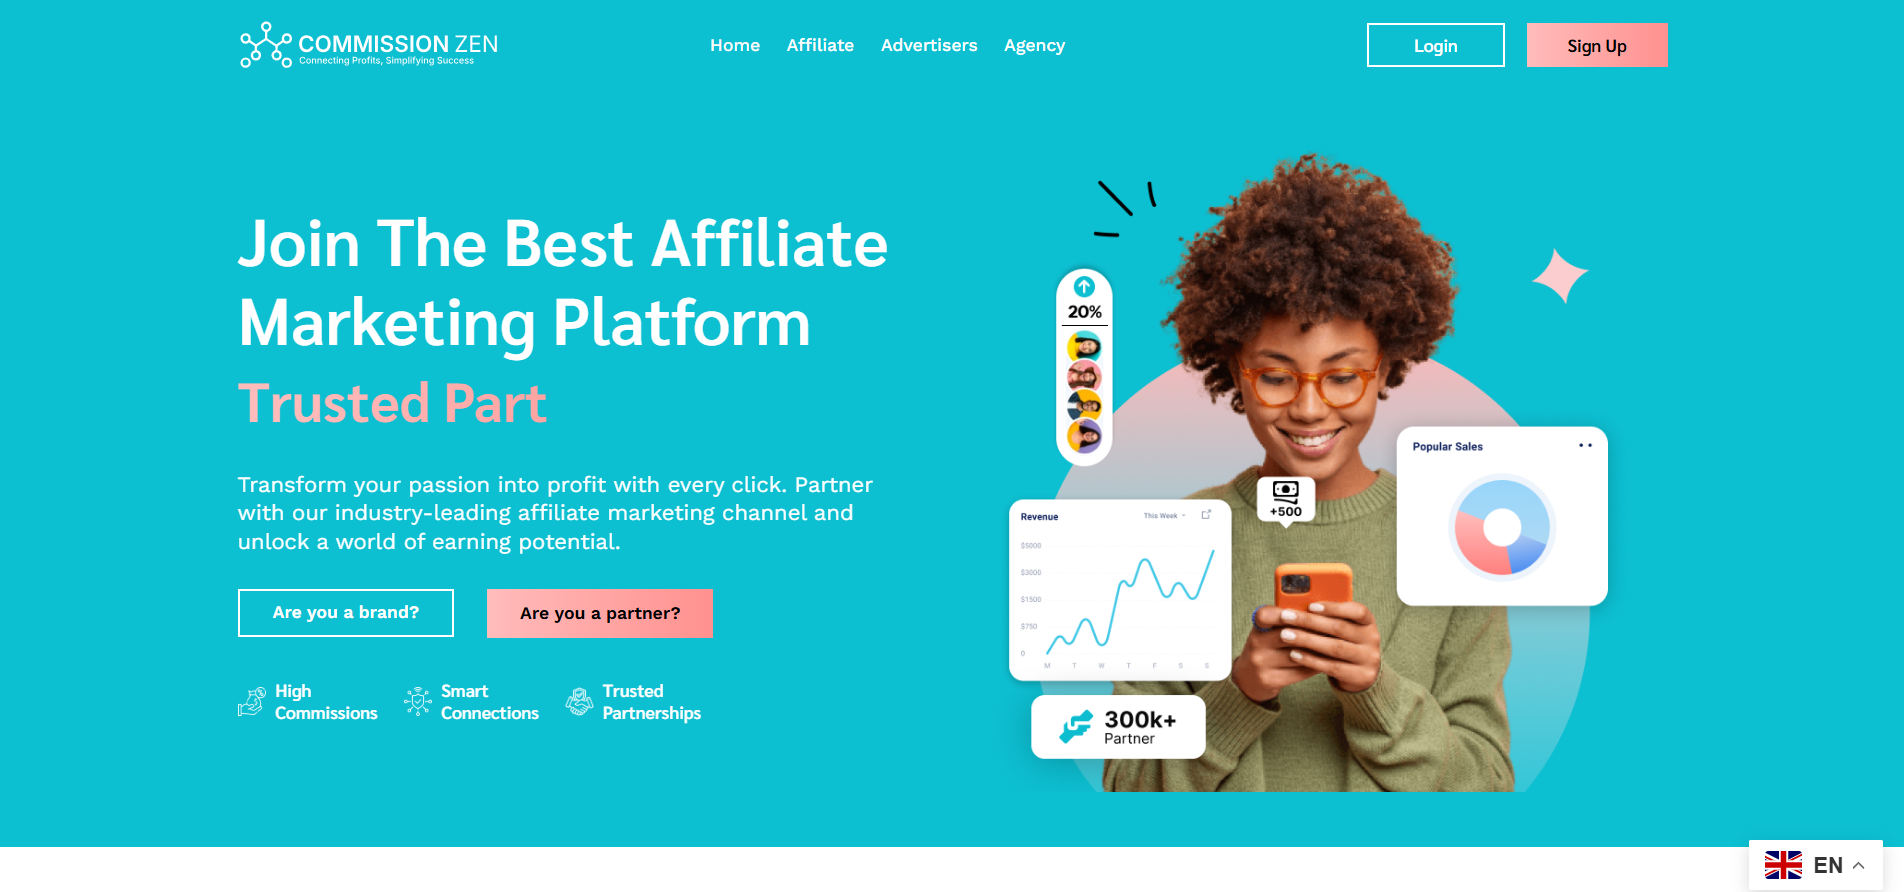 COMMISSION ZEN
Connecting Profits, Simplifying Success
Home
Affiliate
Advertisers
Agency
Login
Sign Up
Join The Best Affiliate
Marketing Platform
Trusted Part
Transform your passion into profit with every click. Partner
with our industry-leading affiliate marketing channel and
unlock a world of earning potential.
Are you a brand?
Are you a partner?
High
Commissions
Smart
Connections
Trusted
Partnerships
20%
Popular Sales
+500
Revenue
This Week
$5000
$3000
$1500
$750
0
M T W T F S S
300k+
Partner
EN